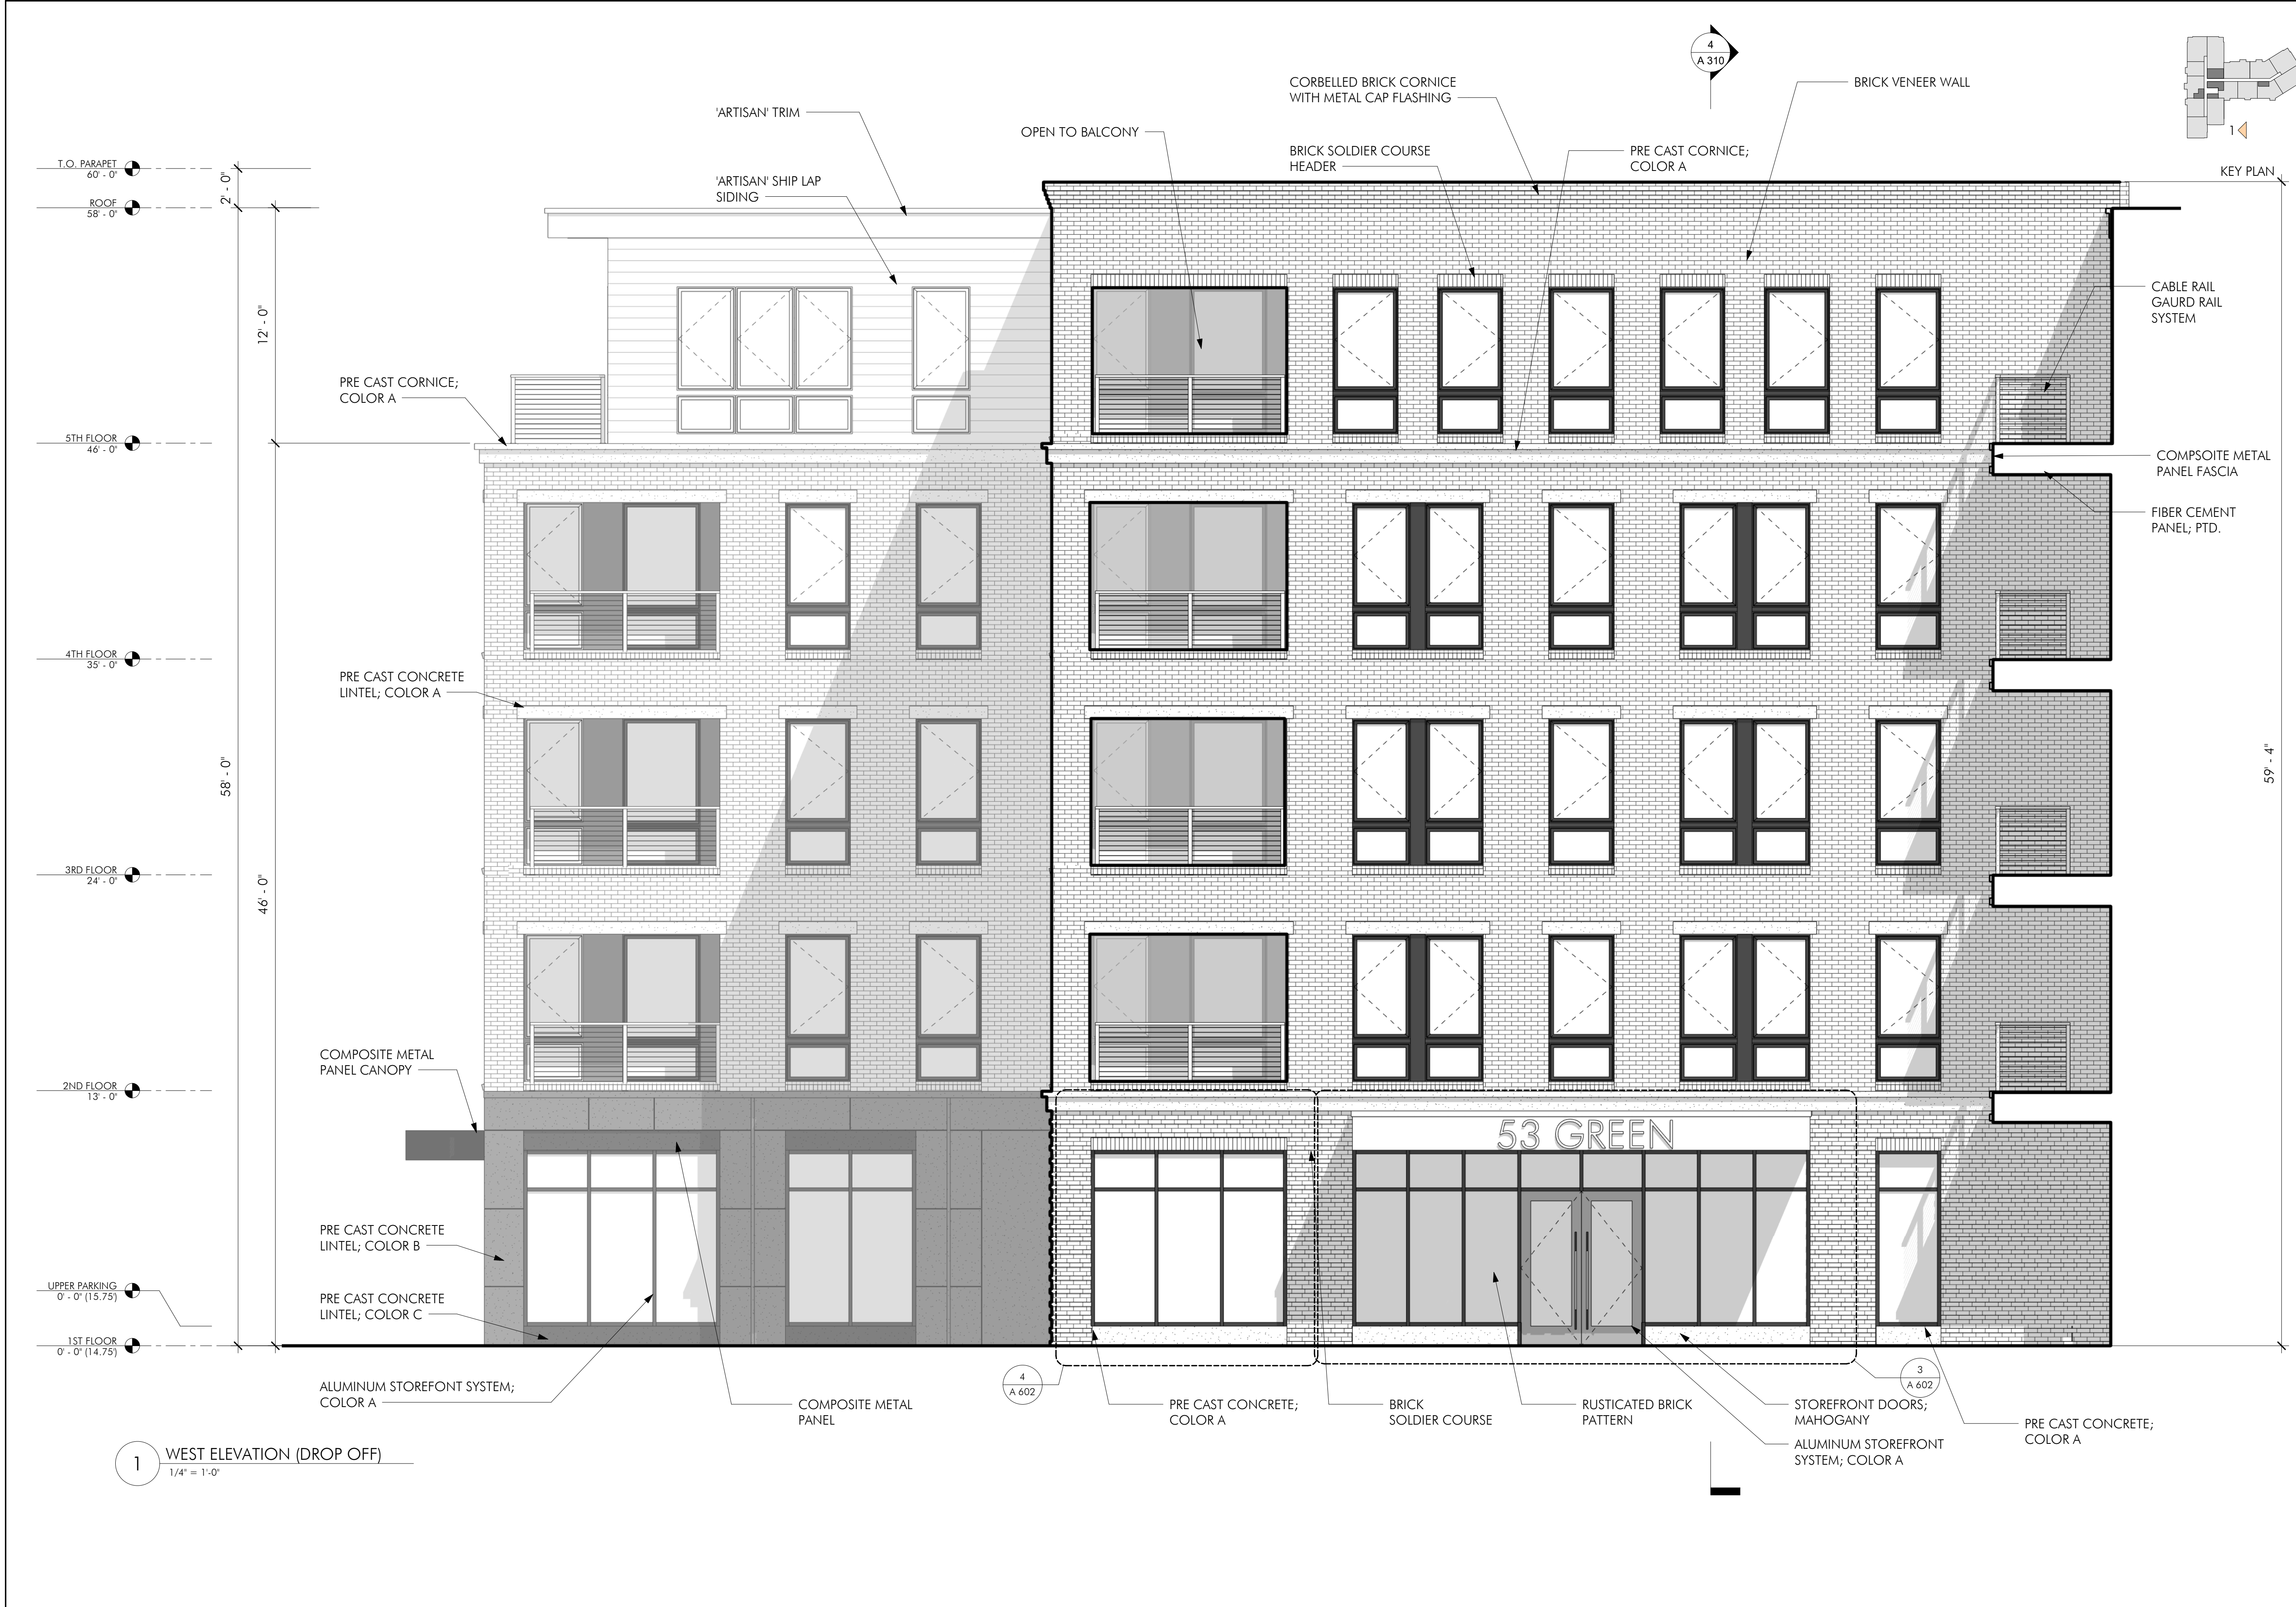 4
A 310
CORBELLED BRICK CORNICE
WITH METAL CAP FLASHING
BRICK VENEER WALL
'ARTISAN' TRIM
OPEN TO BALCONY
1
BRICK SOLDIER COURSE
HEADER
PRE CAST CORNICE;
COLOR A
T.O. PARAPET
60' - 0"
2' - 0"
KEY PLAN
'ARTISAN' SHIP LAP
SIDING
ROOF
58' - 0"
CABLE RAIL
GAURD RAIL
SYSTEM
12' - 0"
PRE CAST CORNICE;
COLOR A
5TH FLOOR
46' - 0"
COMPSOITE METAL
PANEL FASCIA
FIBER CEMENT
PANEL; PTD.
4TH FLOOR
35' - 0"
PRE CAST CONCRETE
LINTEL; COLOR A
58' - 0"
59' - 4"
3RD FLOOR
24' - 0"
46' - 0"
COMPOSITE METAL
PANEL CANOPY
2ND FLOOR
13' - 0"
53 GREEN
PRE CAST CONCRETE
LINTEL; COLOR B
UPPER PARKING
0' - 0" (15.75')
PRE CAST CONCRETE
LINTEL; COLOR C
1ST FLOOR
0' - 0" (14.75')
ALUMINUM STOREFONT SYSTEM;
COLOR A
4
A 602
3
A 602
COMPOSITE METAL
PANEL
PRE CAST CONCRETE;
COLOR A
BRICK
SOLDIER COURSE
RUSTICATED BRICK
PATTERN
STOREFRONT DOORS;
MAHOGANY
PRE CAST CONCRETE;
COLOR A
ALUMINUM STOREFRONT
SYSTEM; COLOR A
1
WEST ELEVATION (DROP OFF)
1/4" = 1'-0"